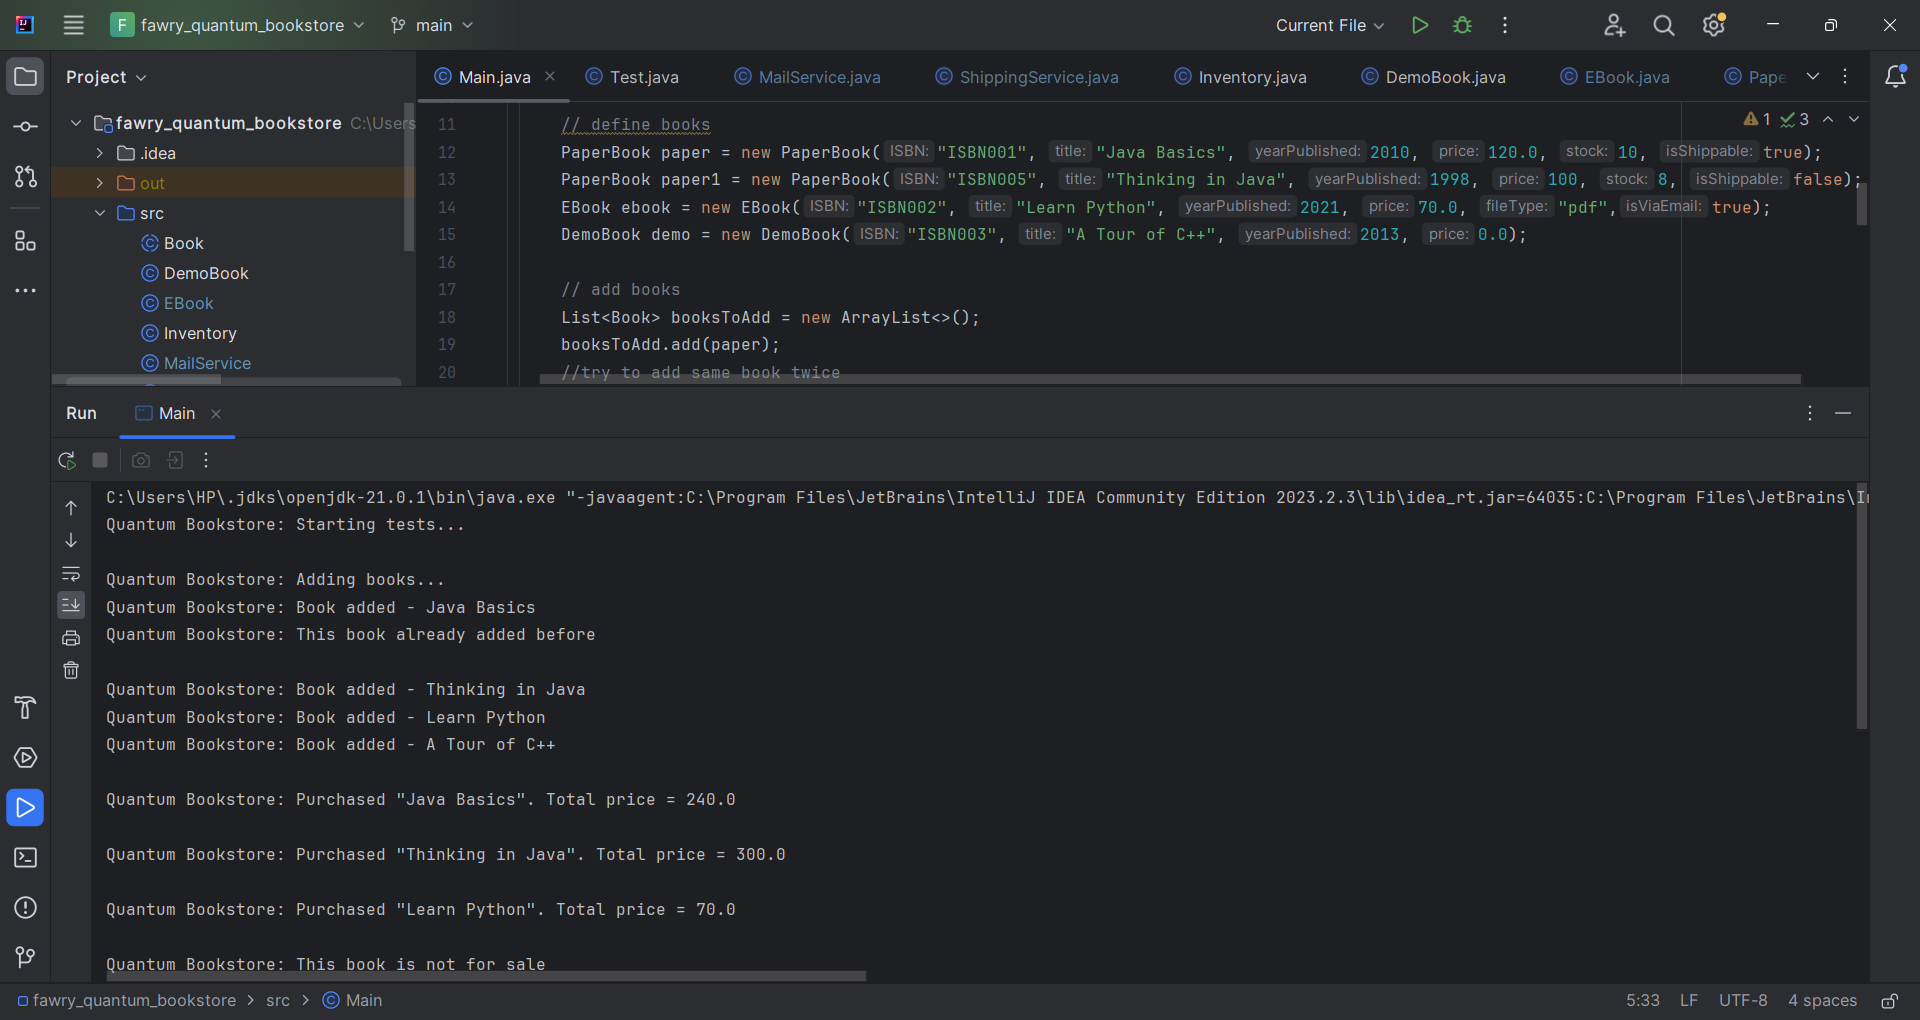 F fawry_quantum_bookstore main Current File
Project
Main.java Test.java MailService.java ShippingService.java Inventory.java DemoBook.java EBook.java Pape
fawry_quantum_bookstore C:\Users
.idea
out
src
Book
DemoBook
EBook
Inventory
MailService
1 3
11 // define books
12 PaperBook paper = new PaperBook( ISBN: "ISBN001", title: "Java Basics", yearPublished: 2010, price: 120.0, stock: 10, isShippable: true);
13 PaperBook paper1 = new PaperBook( ISBN: "ISBN005", title: "Thinking in Java", yearPublished: 1998, price: 100, stock: 8, isShippable: false);
14 EBook ebook = new EBook( ISBN: "ISBN002", title: "Learn Python", yearPublished: 2021, price: 70.0, fileType: "pdf", isViaEmail: true);
15 DemoBook demo = new DemoBook( ISBN: "ISBN003", title: "A Tour of C++", yearPublished: 2013, price: 0.0);
16
17 // add books
18 List<Book> booksToAdd = new ArrayList<>();
19 booksToAdd.add(paper);
20 //try to add same book twice
Run Main
C:\Users\HP\.jdks\openjdk-21.0.1\bin\java.exe "-javaagent:C:\Program Files\JetBrains\IntelliJ IDEA Community Edition 2023.2.3\lib\idea_rt.jar=64035:C:\Program Files\JetBrains\I
Quantum Bookstore: Starting tests...
Quantum Bookstore: Adding books...
Quantum Bookstore: Book added - Java Basics
Quantum Bookstore: This book already added before
Quantum Bookstore: Book added - Thinking in Java
Quantum Bookstore: Book added - Learn Python
Quantum Bookstore: Book added - A Tour of C++
Quantum Bookstore: Purchased "Java Basics". Total price = 240.0
Quantum Bookstore: Purchased "Thinking in Java". Total price = 300.0
Quantum Bookstore: Purchased "Learn Python". Total price = 70.0
Quantum Bookstore: This book is not for sale
fawry_quantum_bookstore > src > Main 5:33 LF UTF-8 4 spaces